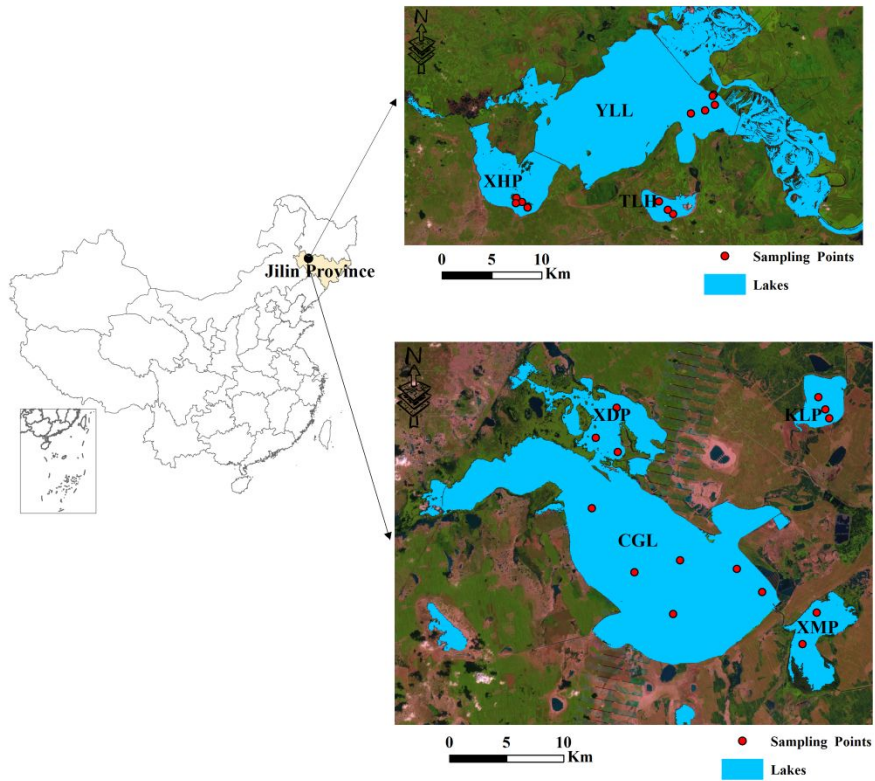 N
YLL
XHP
TLH
0 5 10
Km
Sampling Points
Lakes
Jilin Province
N
XDP
KLP
CGL
XMP
0 5 10
Km
Sampling Points
Lakes